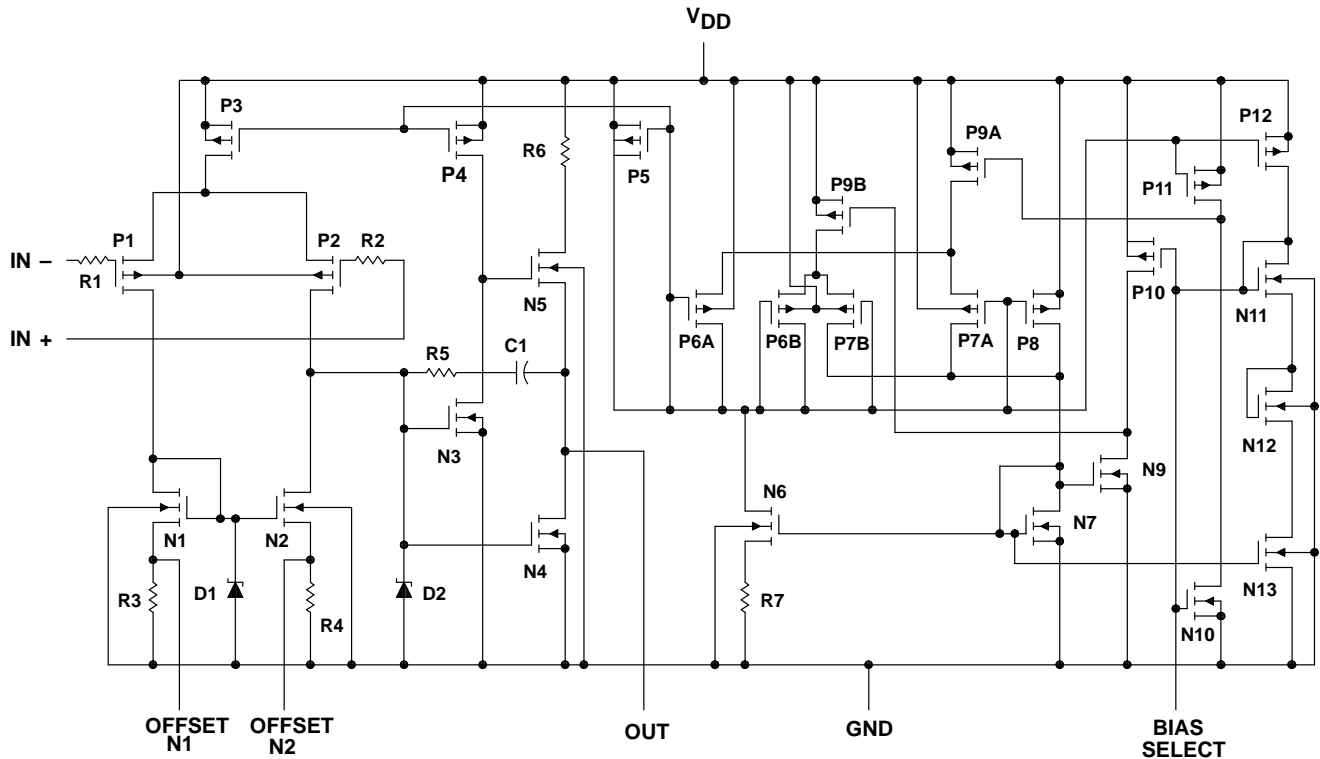 VDD
P3
P4
R6
P5
P9B
P9A
P12
P11
P1
P2
R2
IN –
R1
N5
P10
N11
IN +
P6A
P6B
P7B
P7A
P8
R5
C1
N3
N12
N9
N6
N7
N1
N2
N4
R3
D1
R4
D2
R7
N13
N10
OFFSET
N1
OFFSET
N2
OUT
GND
BIAS
SELECT